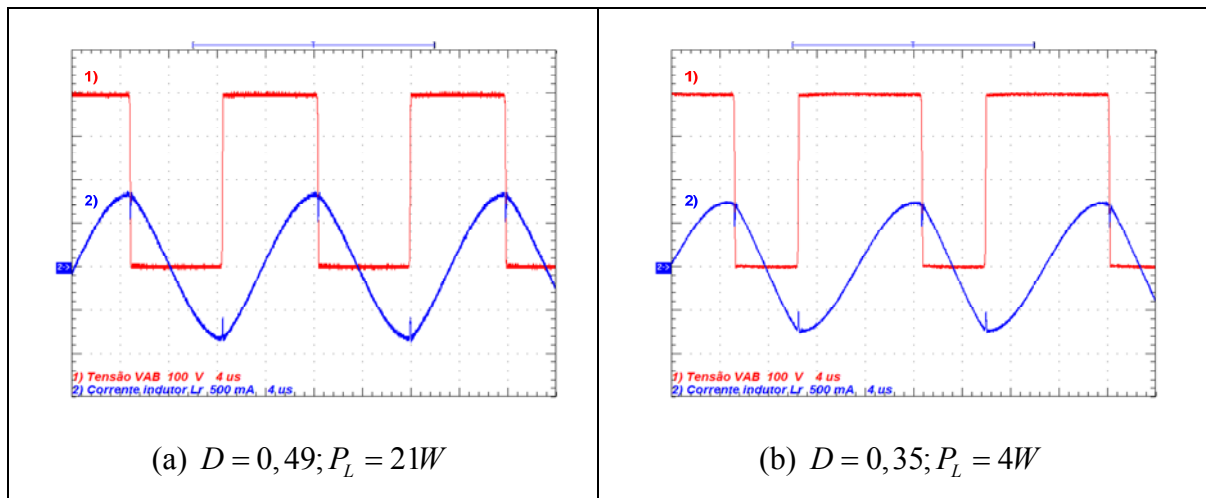 1)
2)
2
1) Tensão VAB 100 V 4 us
2) Corrente indutor Lr 500 mA 4 us
(a) D = 0,49; P_L = 21W
1)
2)
2
1) Tensão VAB 100 V 4 us
2) Corrente indutor Lr 500 mA 4 us
(b) D = 0,35; P_L = 4W